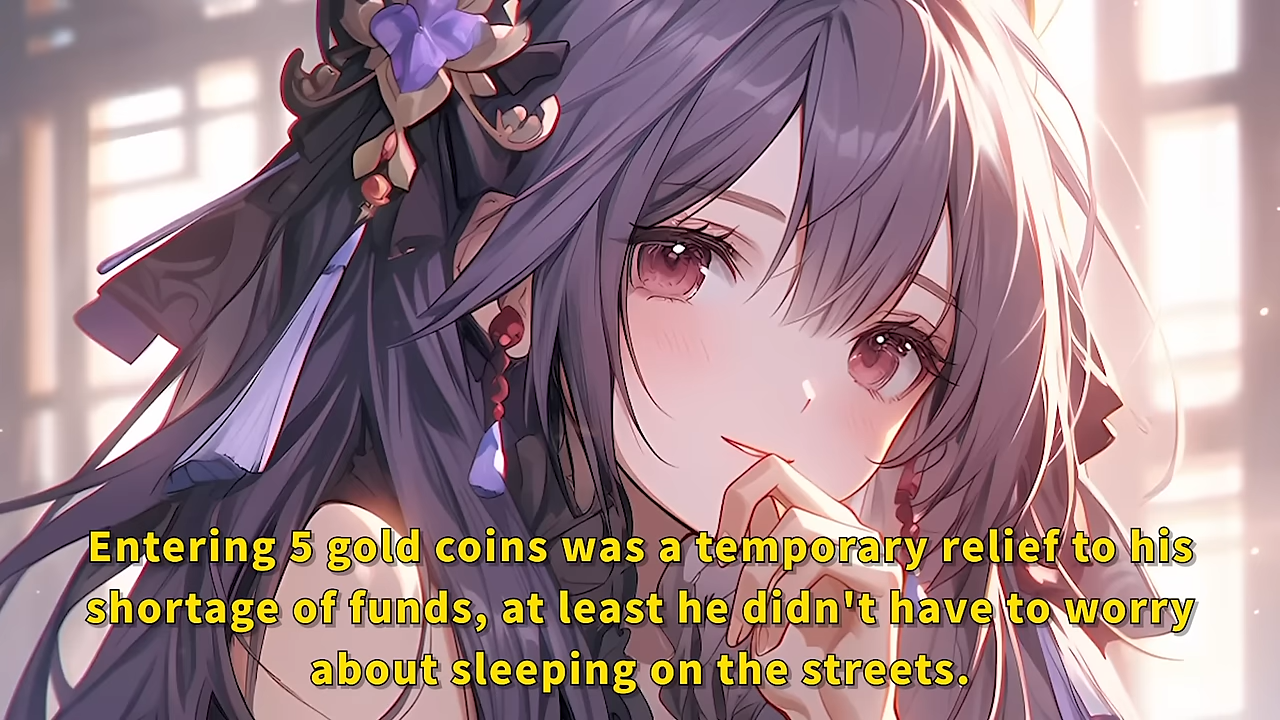 Entering 5 gold coins was a temporary relief to his
shortage of funds, at least he didn't have to worry
about sleeping on the streets.